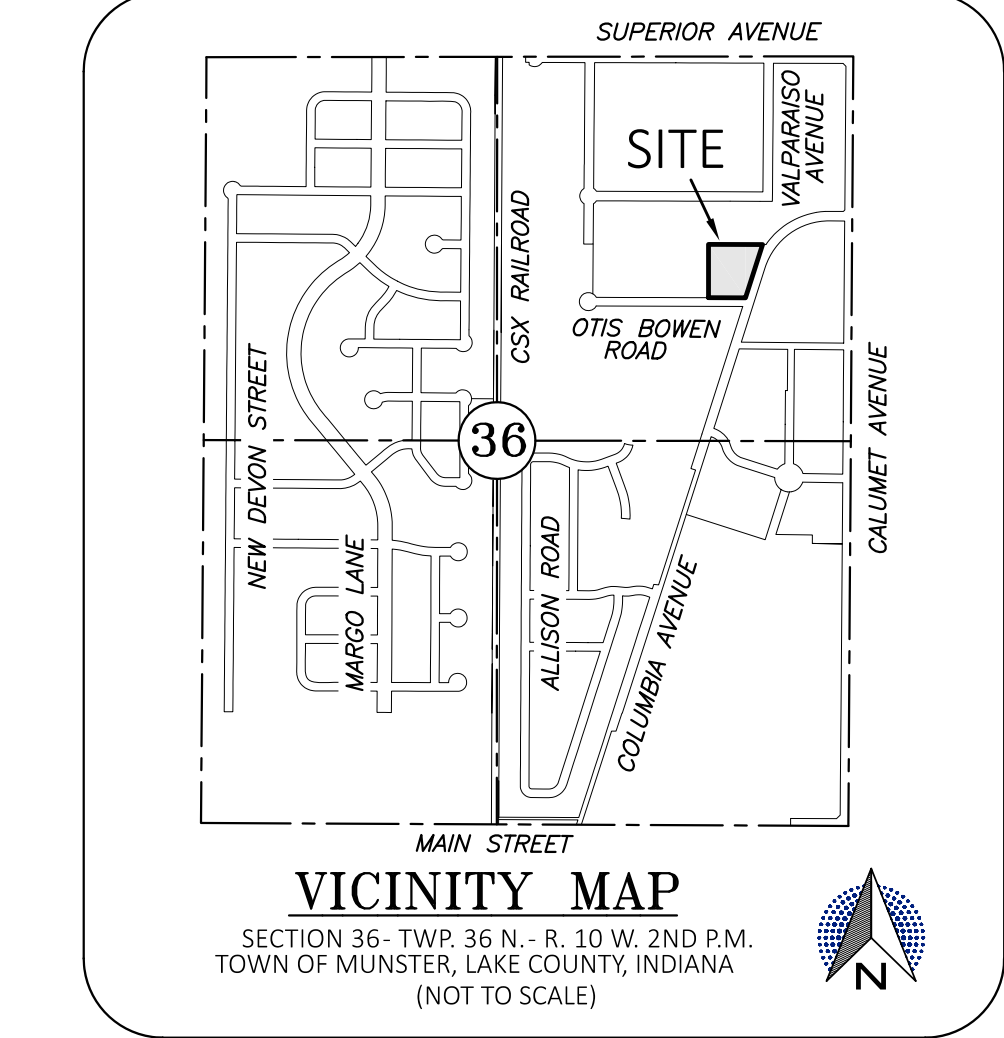 SUPERIOR AVENUE
VALPARAISO
AVENUE
SITE
CSX RAILROAD
OTIS BOWEN
ROAD
NEW DEVON STREET
36
CALUMET AVENUE
MARGO LANE
ALLISON ROAD
COLUMBIA AVENUE
MAIN STREET
VICINITY MAP
SECTION 36- TWP. 36 N.- R. 10 W. 2ND P.M.
TOWN OF MUNSTER, LAKE COUNTY, INDIANA
(NOT TO SCALE)
N